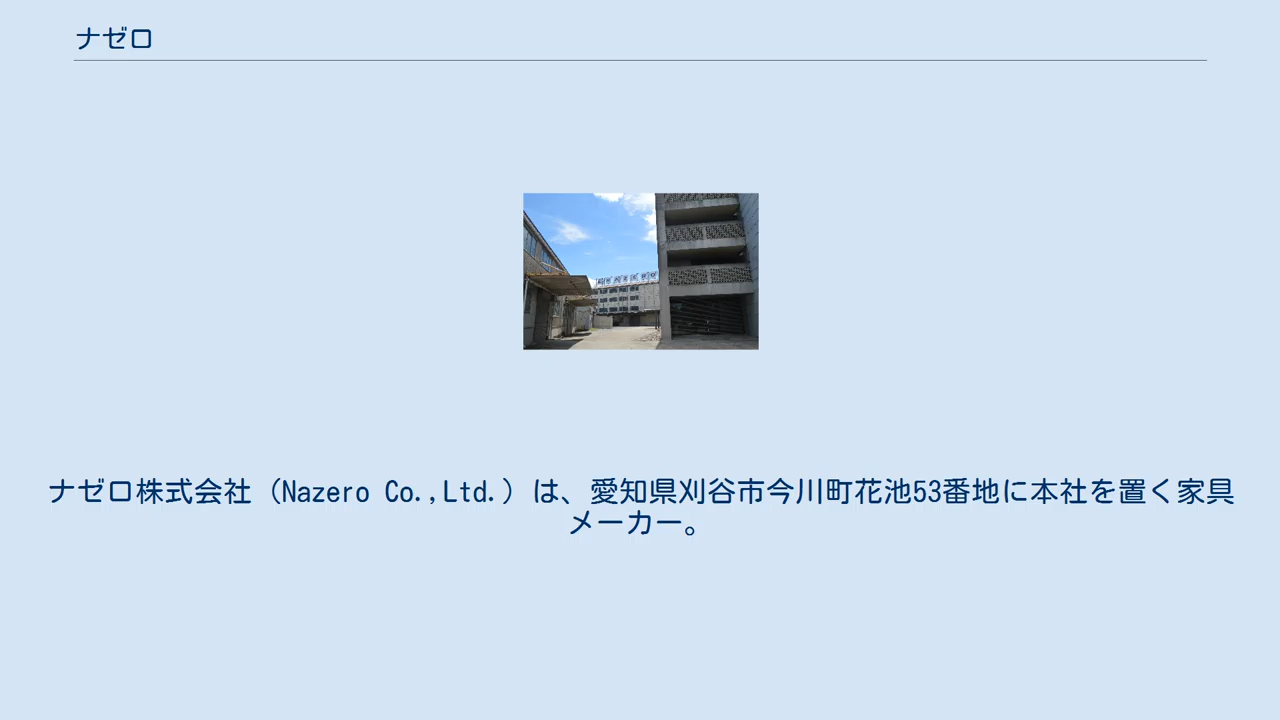 ナゼロ
ナゼロ株式会社（Nazero Co.,Ltd.）は、愛知県刈谷市今川町花池53番地に本社を置く家具
メーカー。